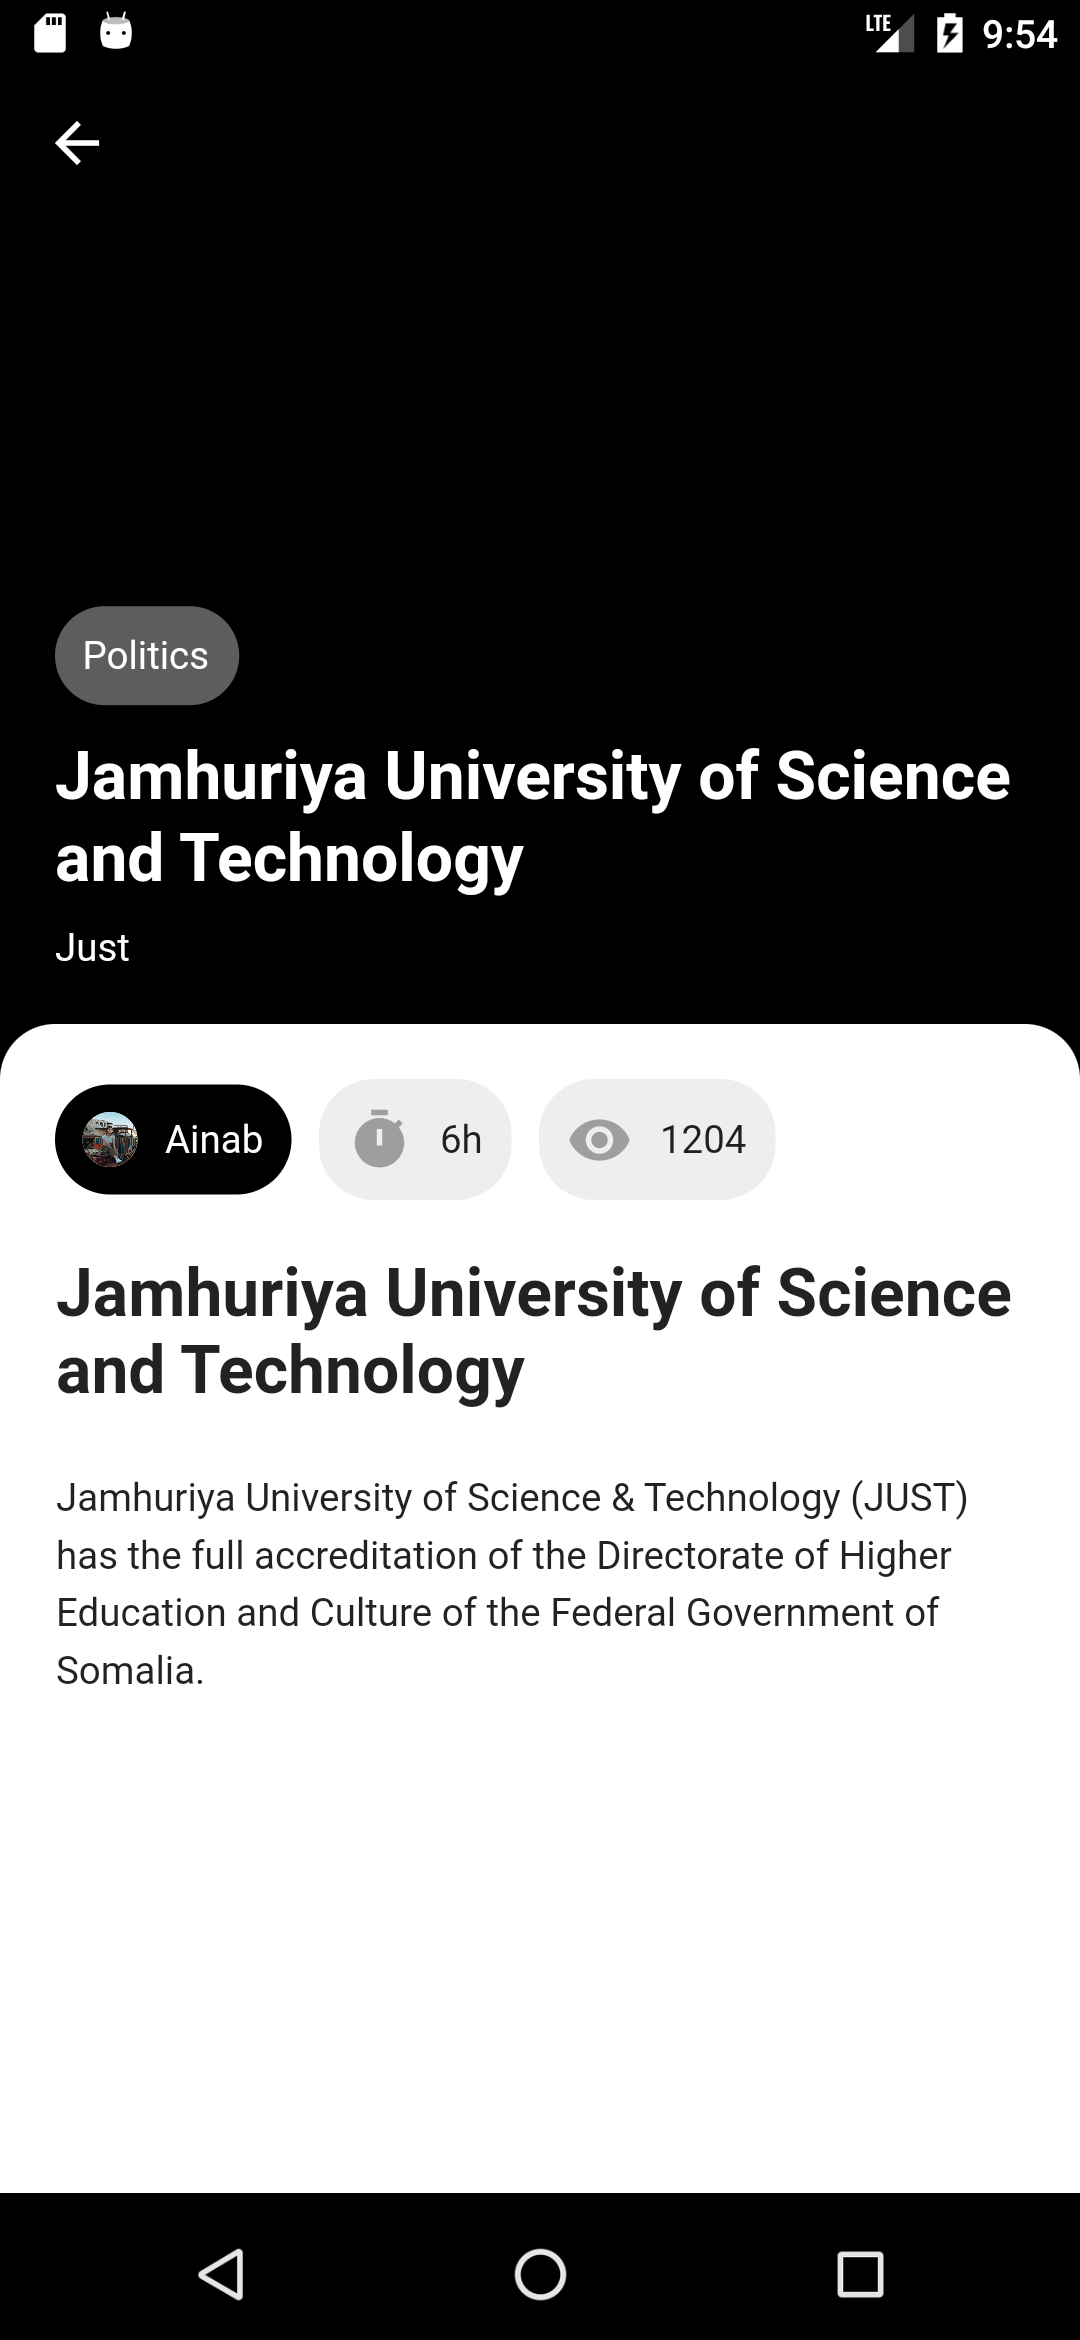 LTE 9:54
Politics
Jamhuriya University of Science
and Technology
Just
Ainab 6h 1204
Jamhuriya University of Science
and Technology
Jamhuriya University of Science & Technology (JUST)
has the full accreditation of the Directorate of Higher
Education and Culture of the Federal Government of
Somalia.